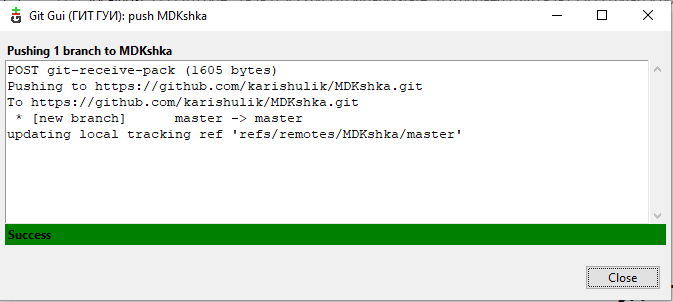 Git Gui (ГИТ ГУИ): push MDKshka
Pushing 1 branch to MDKshka
POST git-receive-pack (1605 bytes)
Pushing to https://github.com/karishulik/MDKshka.git
To https://github.com/karishulik/MDKshka.git
 * [new branch]      master -> master
updating local tracking ref 'refs/remotes/MDKshka/master'
Success
Close